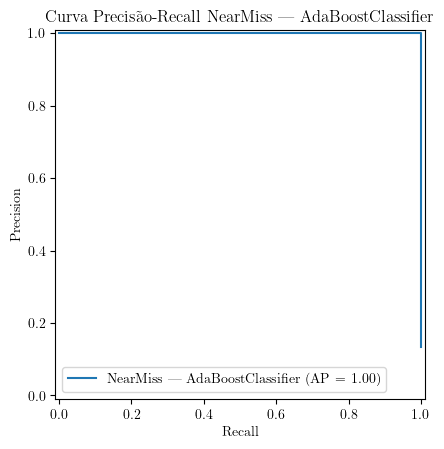 Curva Precisão-Recall NearMiss — AdaBoostClassifier
1.0
0.8
0.6
0.4
0.2
0.0
Precision
NearMiss — AdaBoostClassifier (AP = 1.00)
0.0 0.2 0.4 0.6 0.8 1.0
Recall